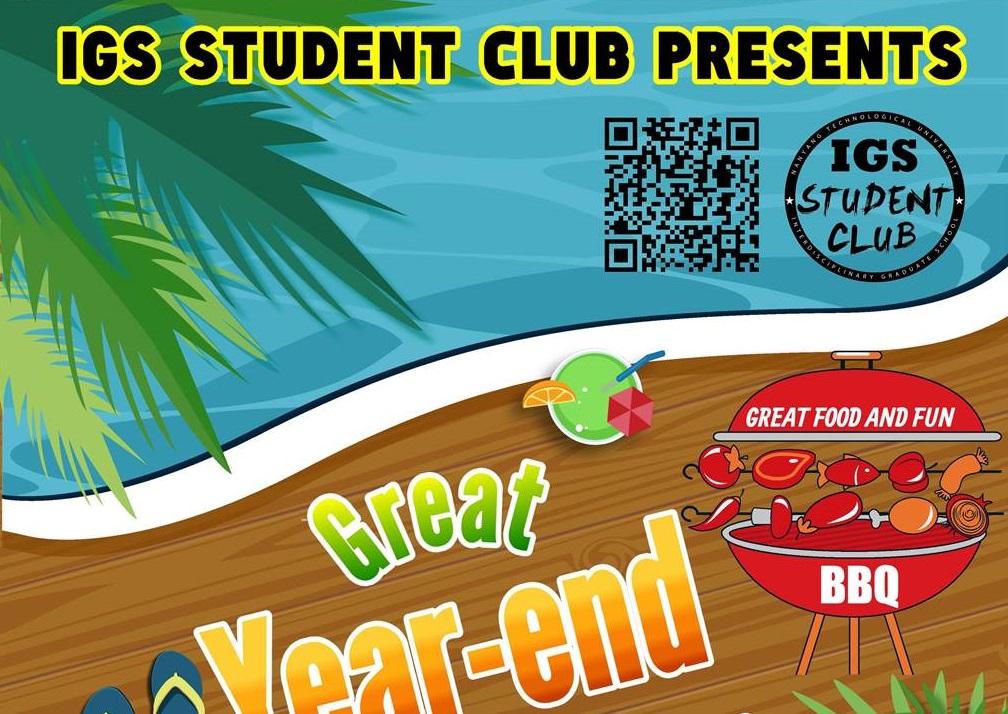 IGS STUDENT CLUB PRESENTS
NANYANG TECHNOLOGICAL UNIVERSITY
IGS
STUDENT
CLUB
INTERDISCIPLINARY GRADUATE SCHOOL
GREAT FOOD AND FUN
BBQ
Great
Year-end